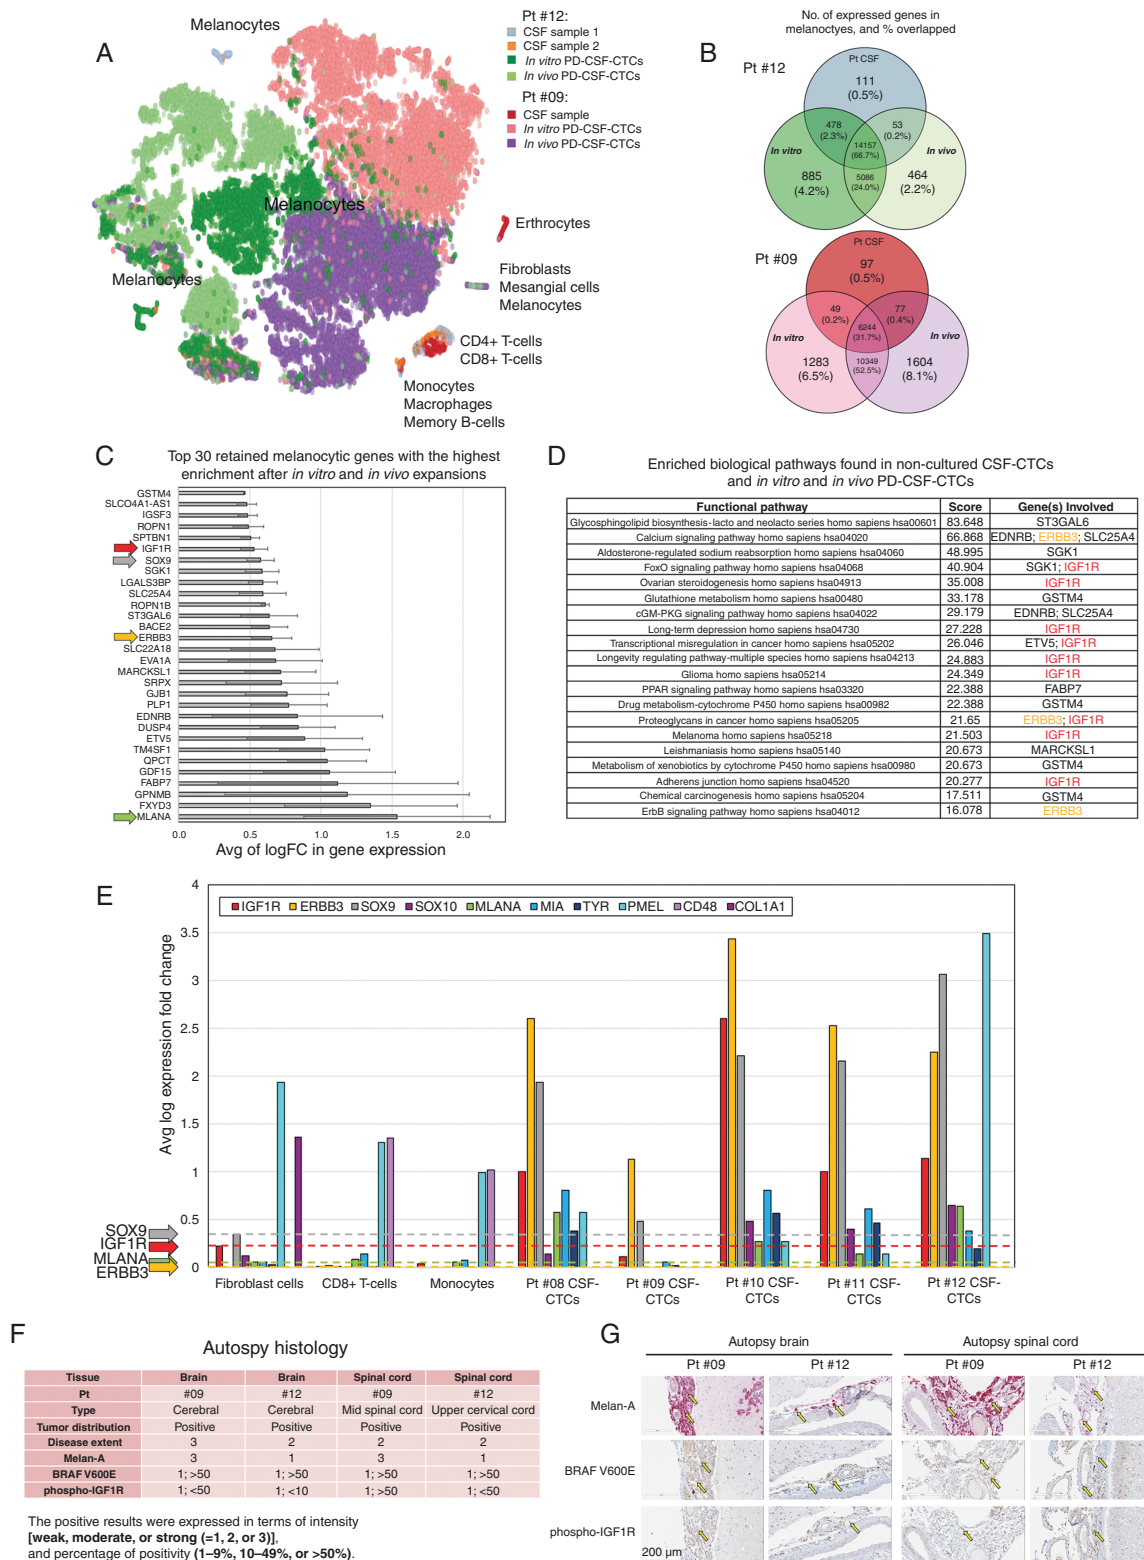 A
Melanocytes
Melanocytes
Melanocytes
Pt #12:
CSF sample 1
CSF sample 2
In vitro PD-CSF-CTCs
In vivo PD-CSF-CTCs
Pt #09:
CSF sample
In vitro PD-CSF-CTCs
In vivo PD-CSF-CTCs
Erthrocytes
Fibroblasts
Mesangial cells
Melanocytes
CD4+ T-cells
CD8+ T-cells
Monocytes
Macrophages
Memory B-cells
No. of expressed genes in
melanoctyes, and % overlapped
B
Pt #12
Pt CSF
111
(0.5%)
478
(2.3%)
53
(0.2%)
14157
(66.7%)
In vitro
In vivo
885
(4.2%)
5086
(24.0%)
464
(2.2%)
Pt #09
Pt CSF
97
(0.5%)
49
(0.2%)
77
(0.4%)
6244
(31.7%)
In vitro
In vivo
1283
(6.5%)
10349
(52.5%)
1604
(8.1%)
C
Top 30 retained melanocytic genes with the highest
enrichment after in vitro and in vivo expansions
GSTM4
SLCO4A1-AS1
IGSF3
ROPN1
SPTBN1
IGF1R
SOX9
SGK1
LGALS3BP
SLC25A4
ROPN1B
ST3GAL6
BACE2
ERBB3
SLC22A18
EVA1A
MARCKSL1
SRPX
GJB1
PLP1
EDNRB
DUSP4
ETV5
TM4SF1
QPCT
GDF15
FABP7
GPNMB
FXYD3
MLANA
0.0 0.5 1.0 1.5 2.0
Avg of logFC in gene expression
D
Enriched biological pathways found in non-cultured CSF-CTCs
and in vitro and in vivo PD-CSF-CTCs
Functional pathway Score Gene(s) Involved
Glycosphingolipid biosynthesis-lacto and neolacto series homo sapiens hsa00601 83.648 ST3GAL6
Calcium signaling pathway homo sapiens hsa04020 66.868 EDNRB; ERBB3; SLC25A4
Aldosterone-regulated sodium reabsorption homo sapiens hsa04060 48.995 SGK1
FoxO signaling pathway homo sapiens hsa04068 40.904 SGK1; IGF1R
Ovarian steroidogenesis homo sapiens hsa04913 35.008 IGF1R
Glutathione metabolism homo sapiens hsa00480 33.178 GSTM4
cGM-PKG signaling pathway homo sapiens hsa04022 29.179 EDNRB; SLC25A4
Long-term depression homo sapiens hsa04730 27.228 IGF1R
Transcriptional misregulation in cancer homo sapiens hsa05202 26.046 ETV5; IGF1R
Longevity regulating pathway-multiple species homo sapiens hsa04213 24.883 IGF1R
Glioma homo sapiens hsa05214 24.349 IGF1R
PPAR signaling pathway homo sapiens hsa03320 22.388 FABP7
Drug metabolism-cytochrome P450 homo sapiens hsa00982 22.388 GSTM4
Proteoglycans in cancer homo sapiens hsa05205 21.65 ERBB3; IGF1R
Melanoma homo sapiens hsa05218 21.503 IGF1R
Leishmaniasis homo sapiens hsa05140 20.673 MARCKSL1
Metabolism of xenobiotics by cytochrome P450 homo sapiens hsa00980 20.673 GSTM4
Adherens junction homo sapiens hsa04520 20.277 IGF1R
Chemical carcinogenesis homo sapiens hsa05204 17.511 GSTM4
ErbB signaling pathway homo sapiens hsa04012 16.078 ERBB3
E
Avg log expression fold change
4
3.5
3
2.5
2
1.5
1
0.5
0
IGF1R ERBB3 SOX9 SOX10 MLANA MIA TYR PMEL CD48 COL1A1
SOX9
IGF1R
MLANA
ERBB3
Fibroblast cells CD8+ T-cells Monocytes Pt #08 CSF-CTCs Pt #09 CSF-CTCs Pt #10 CSF-CTCs Pt #11 CSF-CTCs Pt #12 CSF-CTCs
F
Autospy histology
Tissue Brain Brain Spinal cord Spinal cord
Pt #09 #12 #09 #12
Type Cerebral Cerebral Mid spinal cord Upper cervical cord
Tumor distribution Positive Positive Positive Positive
Disease extent 3 2 2 2
Melan-A 3 1 3 1
BRAF V600E 1; >50 1; >50 1; >50 1; >50
phospho-IGF1R 1; <50 1; <10 1; >50 1; <50
The positive results were expressed in terms of intensity
[weak, moderate, or strong (=1, 2, or 3)],
and percentage of positivity (1–9%, 10–49%, or >50%).
G
Autopsy brain Autopsy spinal cord
Pt #09 Pt #12 Pt #09 Pt #12
Melan-A
BRAF V600E
phospho-IGF1R
200 μm